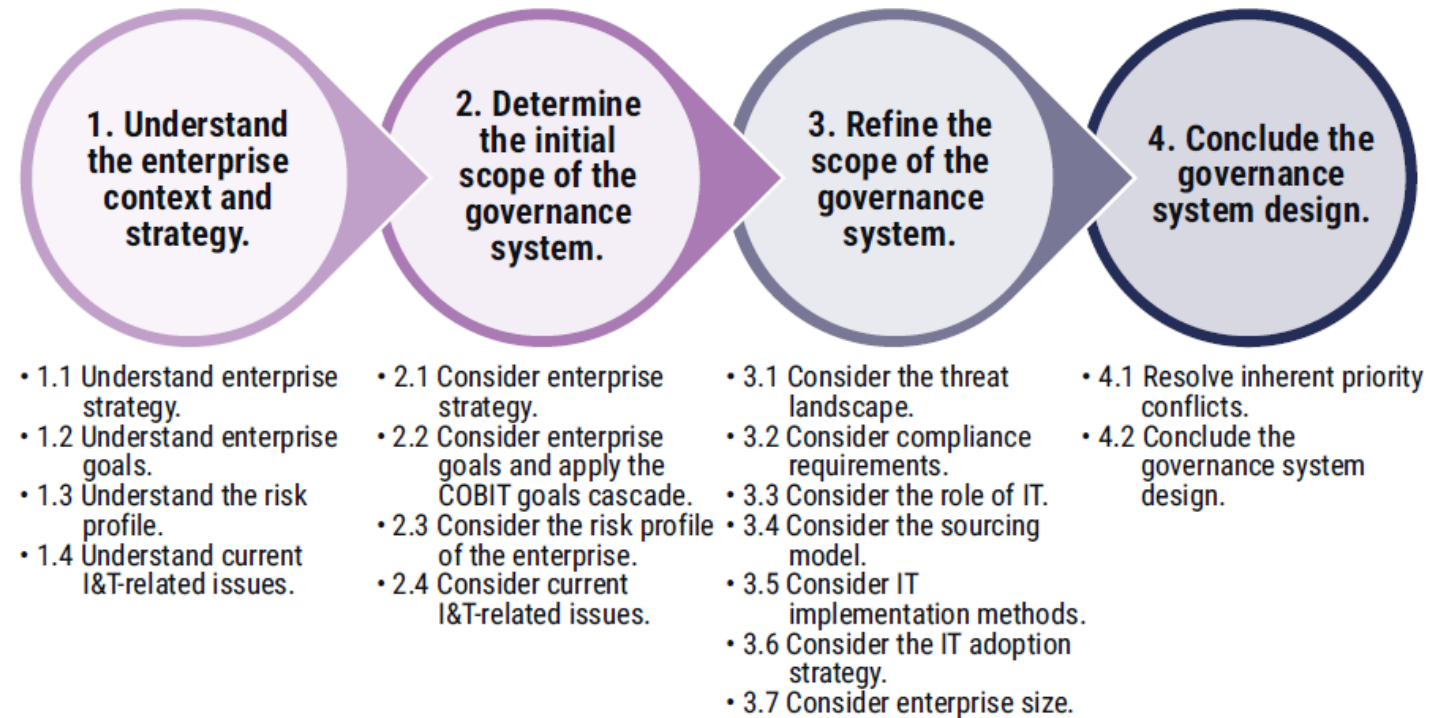 1. Understand
the enterprise
context and
strategy.
2. Determine
the initial
scope of the
governance
system.
3. Refine the
scope of the
governance
system.
4. Conclude the
governance
system design.
• 1.1 Understand enterprise
strategy.
• 1.2 Understand enterprise
goals.
• 1.3 Understand the risk
profile.
• 1.4 Understand current
I&T-related issues.
• 2.1 Consider enterprise
strategy.
• 2.2 Consider enterprise
goals and apply the
COBIT goals cascade.
• 2.3 Consider the risk profile
of the enterprise.
• 2.4 Consider current
I&T-related issues.
• 3.1 Consider the threat
landscape.
• 3.2 Consider compliance
requirements.
• 3.3 Consider the role of IT.
• 3.4 Consider the sourcing
model.
• 3.5 Consider IT
implementation methods.
• 3.6 Consider the IT adoption
strategy.
• 3.7 Consider enterprise size.
• 4.1 Resolve inherent priority
conflicts.
• 4.2 Conclude the
governance system
design.